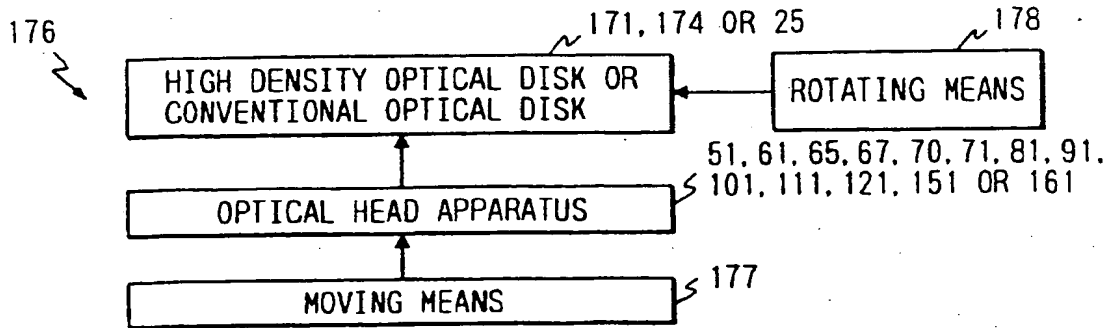 176
171, 174 OR 25
178
HIGH DENSITY OPTICAL DISK OR
CONVENTIONAL OPTICAL DISK
ROTATING MEANS
51, 61, 65, 67, 70, 71, 81, 91,
101, 111, 121, 151 OR 161
OPTICAL HEAD APPARATUS
177
MOVING MEANS